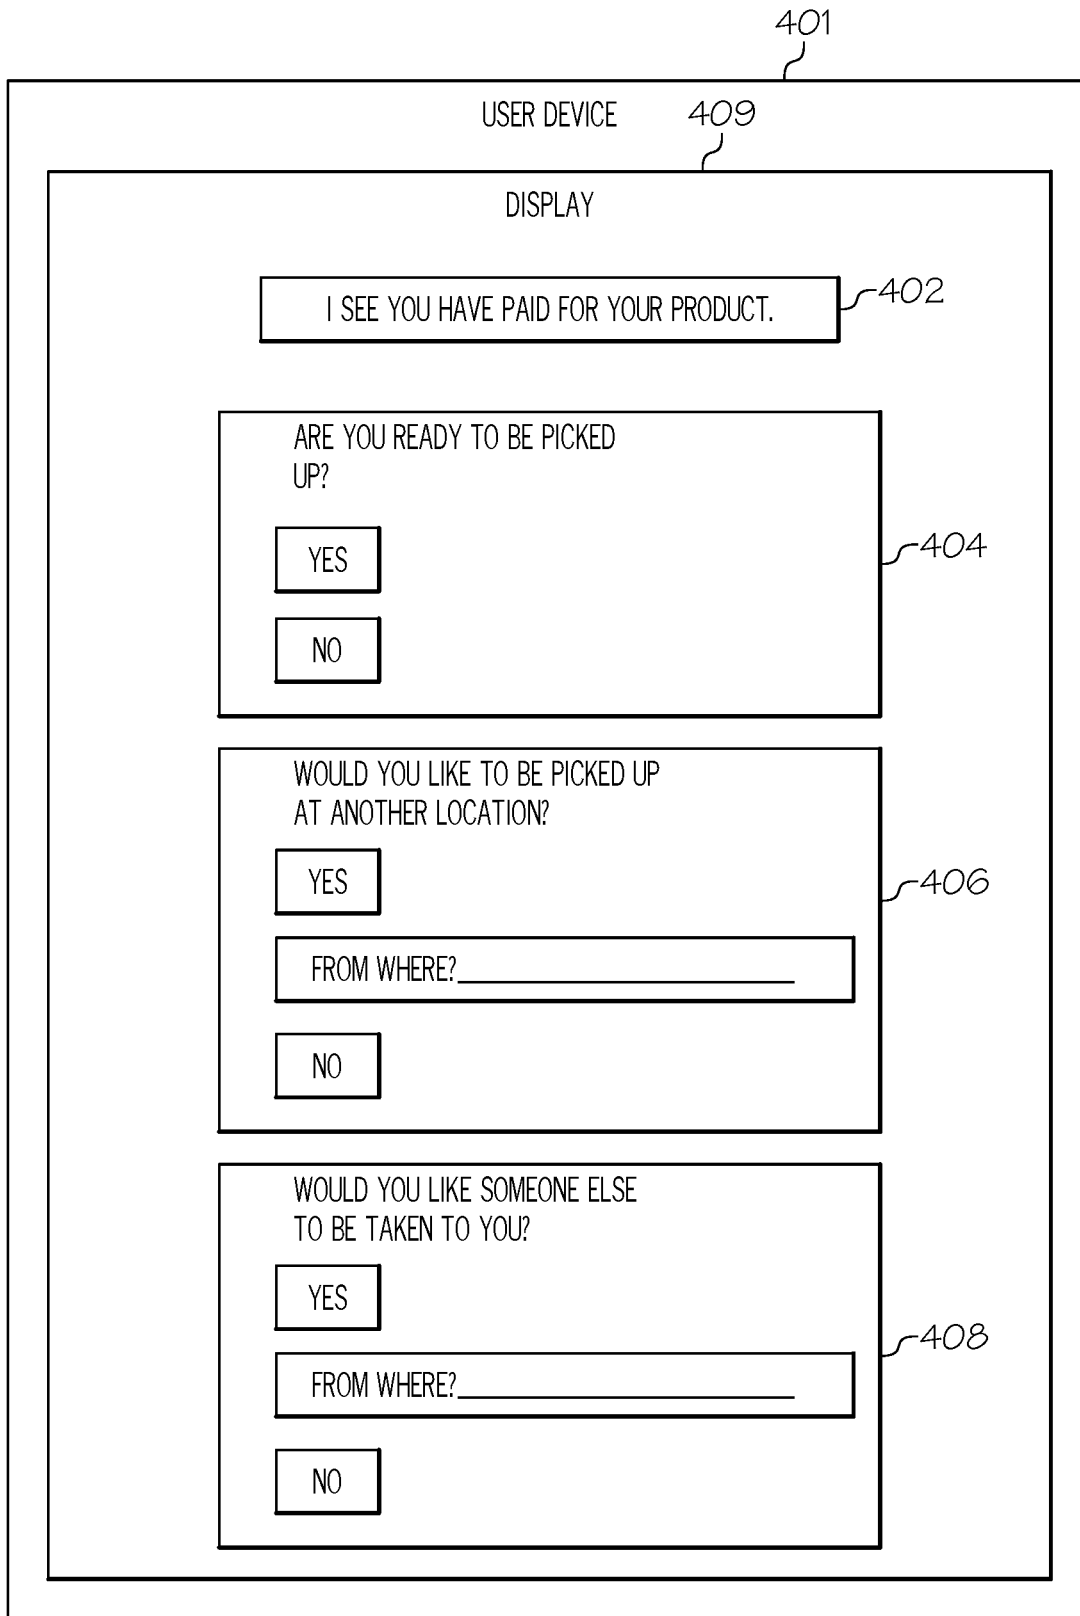 401
USER DEVICE
409
DISPLAY
I SEE YOU HAVE PAID FOR YOUR PRODUCT.
402
ARE YOU READY TO BE PICKED
UP?
YES
404
NO
WOULD YOU LIKE TO BE PICKED UP
AT ANOTHER LOCATION?
YES
406
FROM WHERE?
NO
WOULD YOU LIKE SOMEONE ELSE
TO BE TAKEN TO YOU?
YES
408
FROM WHERE?
NO